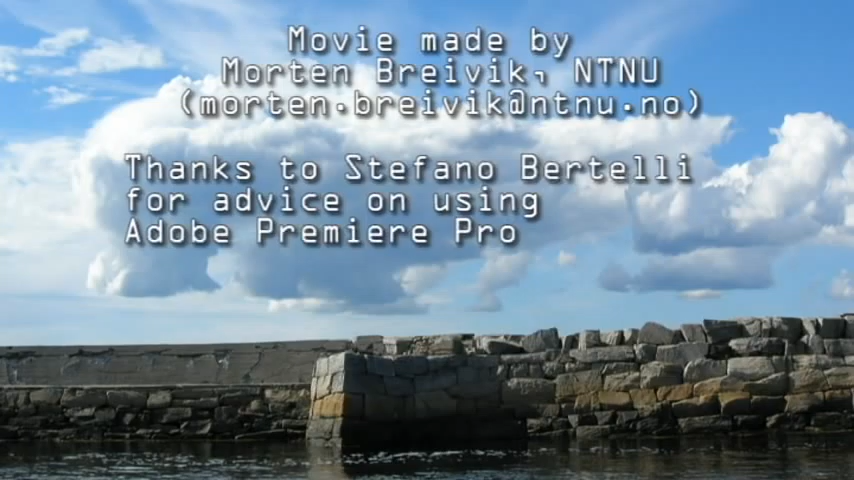 Movie made by
Morten Breivik, NTNU
(morten.breivik@ntnu.no)
Thanks to Stefano Bertelli
for advice on using
Adobe Premiere Pro